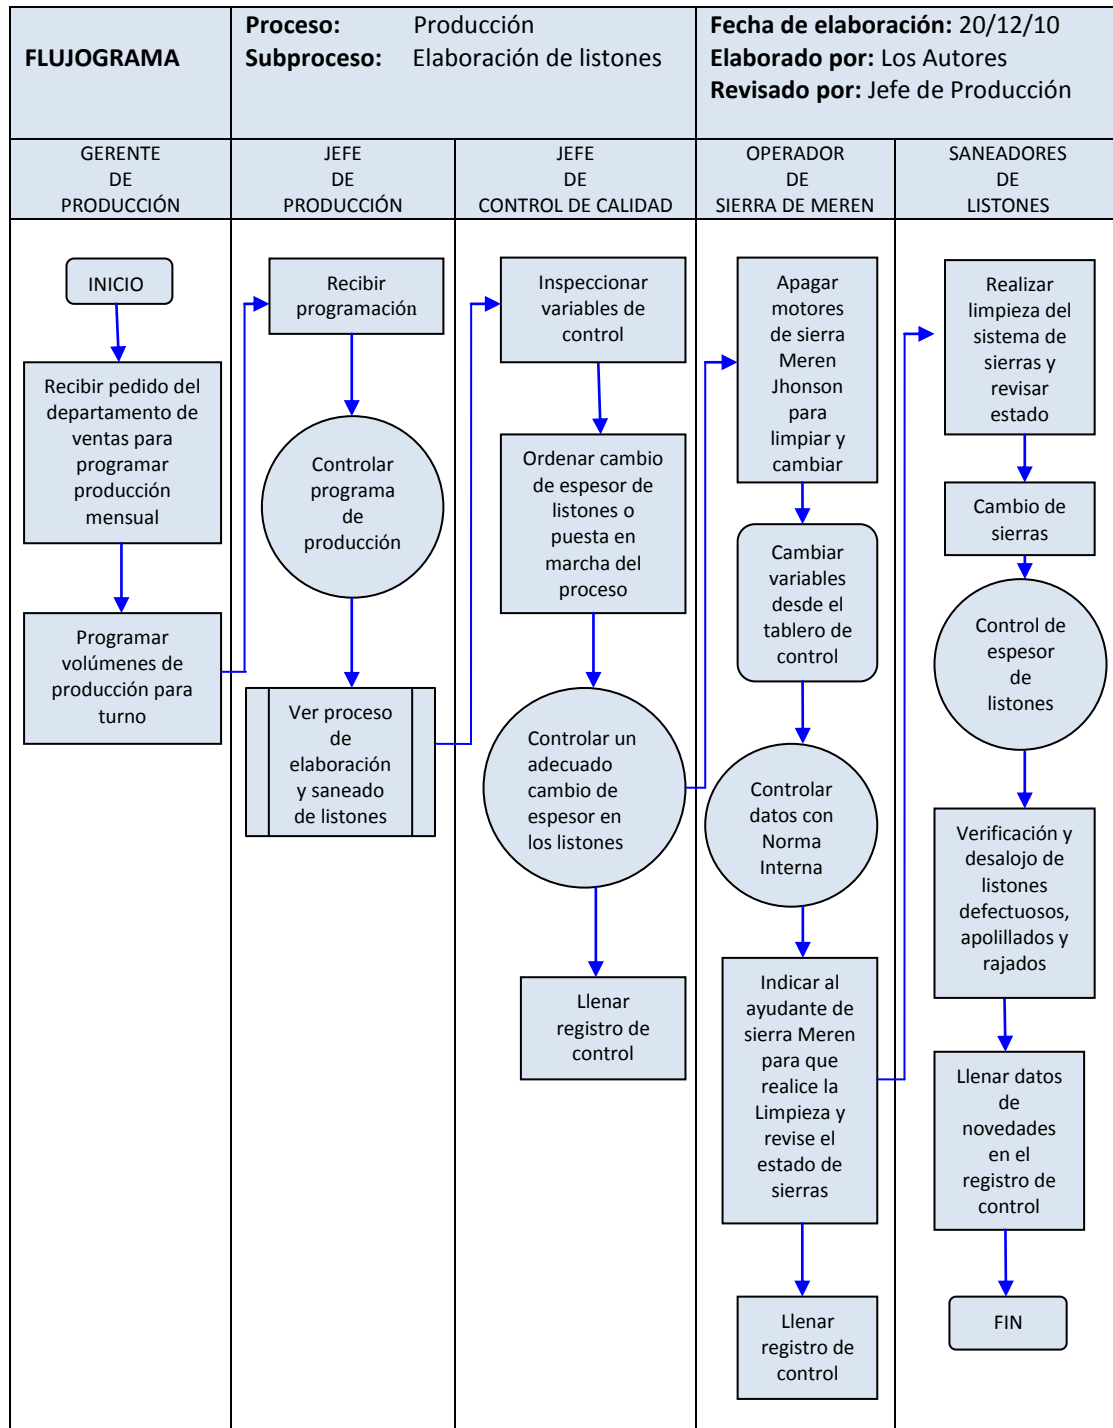 FLUJOGRAMA
Proceso: Producción
Subproceso: Elaboración de listones
Fecha de elaboración: 20/12/10
Elaborado por: Los Autores
Revisado por: Jefe de Producción
GERENTE
DE
PRODUCCIÓN
JEFE
DE
PRODUCCIÓN
JEFE
DE
CONTROL DE CALIDAD
OPERADOR
DE
SIERRA DE MEREN
SANEADORES
DE
LISTONES
INICIO
Recibir pedido del
departamento de
ventas para
programar
producción
mensual
Programar
volúmenes de
producción para
turno
Recibir
programación
Controlar
programa
de
producción
Ver proceso
de
elaboración
y saneado
de listones
Inspeccionar
variables de
control
Ordenar cambio
de espesor de
listones o
puesta en
marcha del
proceso
Controlar un
adecuado
cambio de
espesor en
los listones
Llenar
registro de
control
Apagar
motores
de sierra
Meren
Jhonson
para
limpiar y
cambiar
Cambiar
variables
desde el
tablero de
control
Controlar
datos con
Norma
Interna
Indicar al
ayudante de
sierra Meren
para que
realice la
Limpieza y
revise el
estado de
sierras
Llenar
registro de
control
Realizar
limpieza del
sistema de
sierras y
revisar
estado
Cambio de
sierras
Control de
espesor
de
listones
Verificación y
desalojo de
listones
defectuosos,
apolillados y
rajados
Llenar datos
de
novedades
en el
registro de
control
FIN